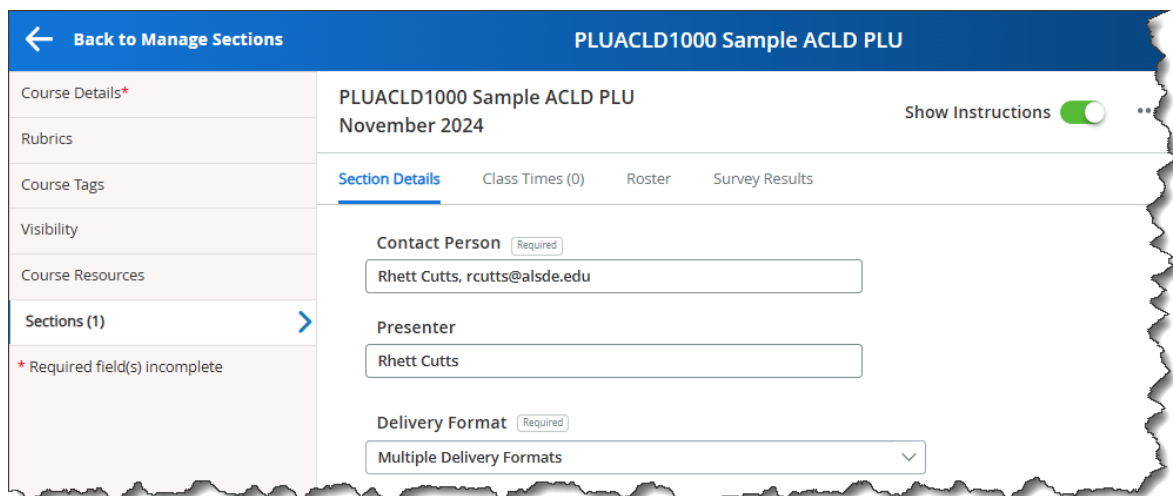 Back to Manage Sections
PLUACLD1000 Sample ACLD PLU
Course Details*
Rubrics
Course Tags
Visibility
Course Resources
Sections (1)
* Required field(s) incomplete
PLUACLD1000 Sample ACLD PLU
November 2024
Show Instructions
Section Details Class Times (0) Roster Survey Results
Contact Person Required
Rhett Cutts, rcutts@alsde.edu
Presenter
Rhett Cutts
Delivery Format Required
Multiple Delivery Formats